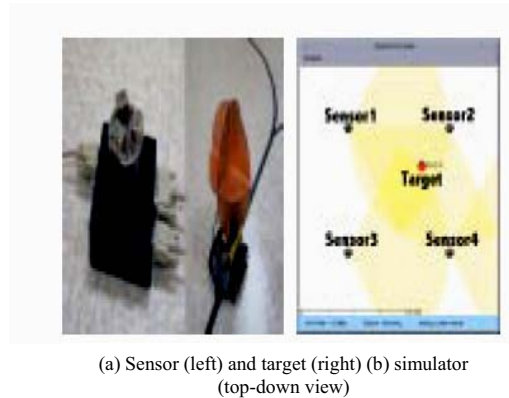 Sensor1 Sensor2
Target
Sensor3 Sensor4
(a) Sensor (left) and target (right) (b) simulator
(top-down view)